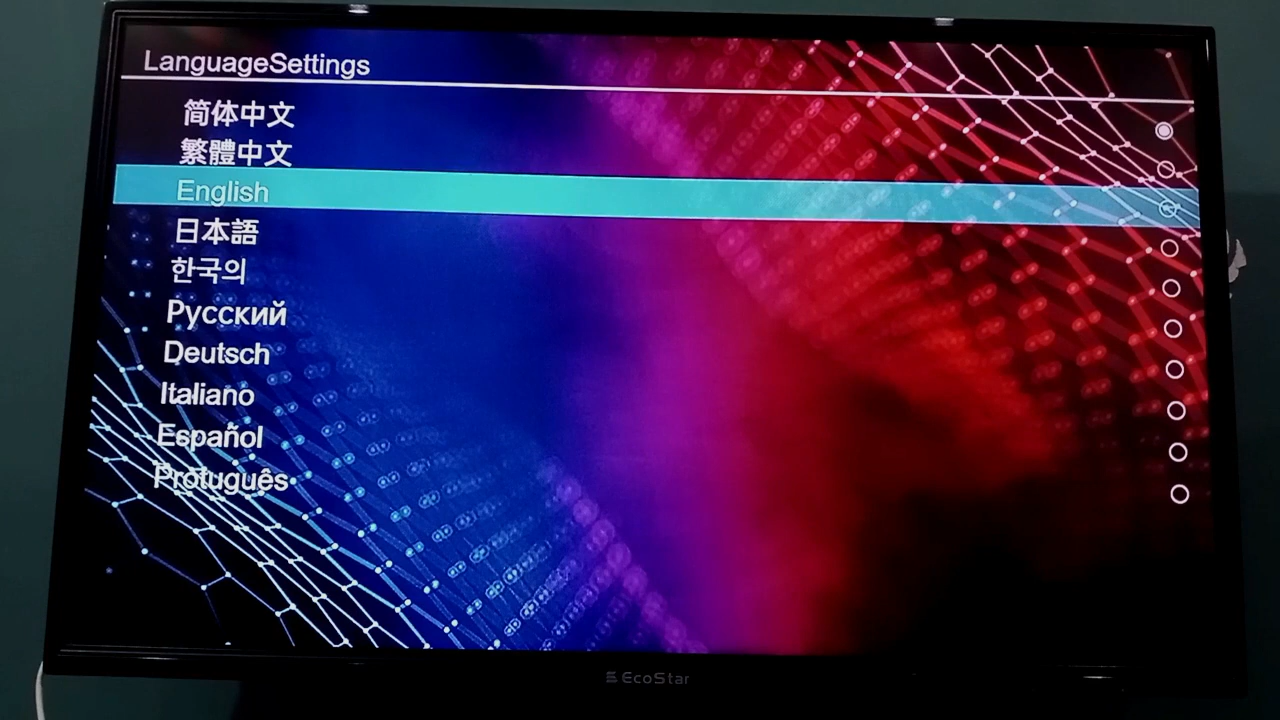 LanguageSettings
简体中文
繁體中文
English
日本語
한국의
Русский
Deutsch
Italiano
Español
Prõtuguês
EcoStar